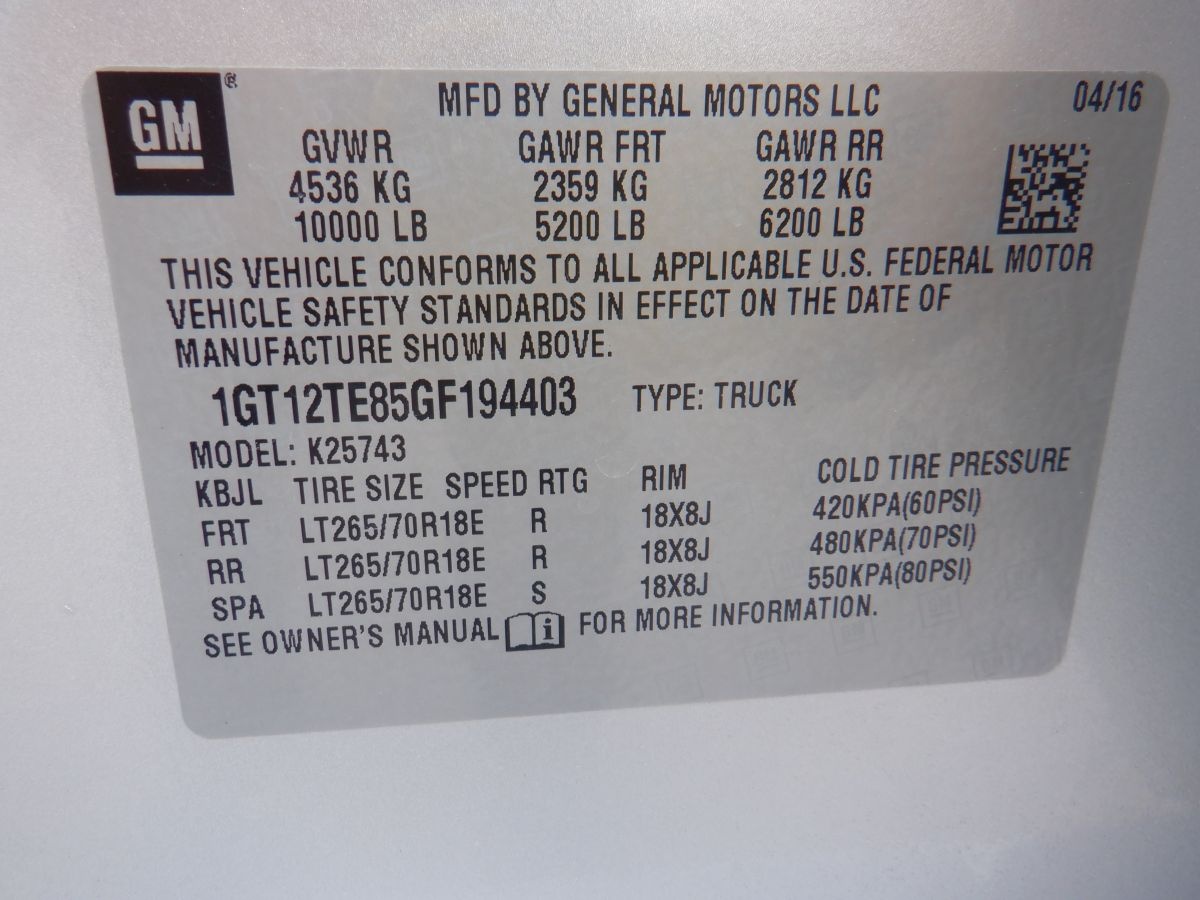 GM ®
MFD BY GENERAL MOTORS LLC 04/16
GVWR GAWR FRT GAWR RR
4536 KG 2359 KG 2812 KG
10000 LB 5200 LB 6200 LB
THIS VEHICLE CONFORMS TO ALL APPLICABLE U.S. FEDERAL MOTOR
VEHICLE SAFETY STANDARDS IN EFFECT ON THE DATE OF
MANUFACTURE SHOWN ABOVE.
1GT12TE85GF194403 TYPE: TRUCK
MODEL: K25743
KBJL TIRE SIZE SPEED RTG RIM COLD TIRE PRESSURE
FRT LT265/70R18E R 18X8J 420KPA(60PSI)
RR LT265/70R18E R 18X8J 480KPA(70PSI)
SPA LT265/70R18E S 18X8J 550KPA(80PSI)
SEE OWNER'S MANUAL i FOR MORE INFORMATION.